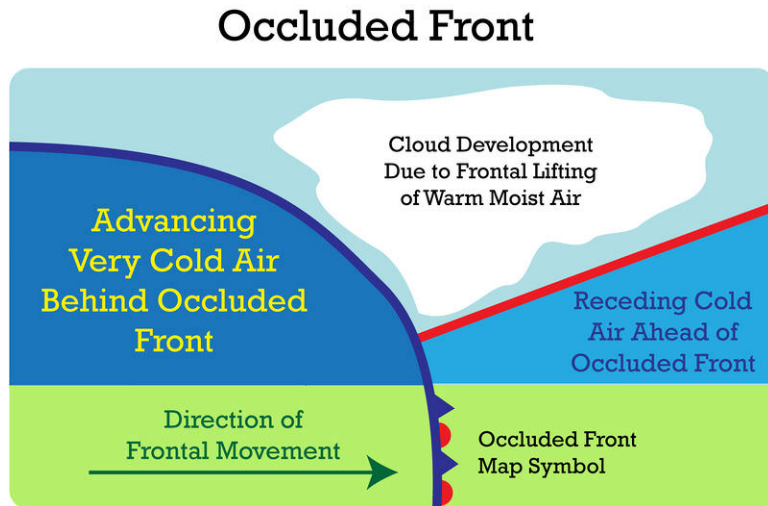 Occluded Front
Cloud Development
Due to Frontal Lifting
of Warm Moist Air
Advancing
Very Cold Air
Behind Occluded
Front
Receding Cold
Air Ahead of
Occluded Front
Direction of
Frontal Movement
Occluded Front
Map Symbol